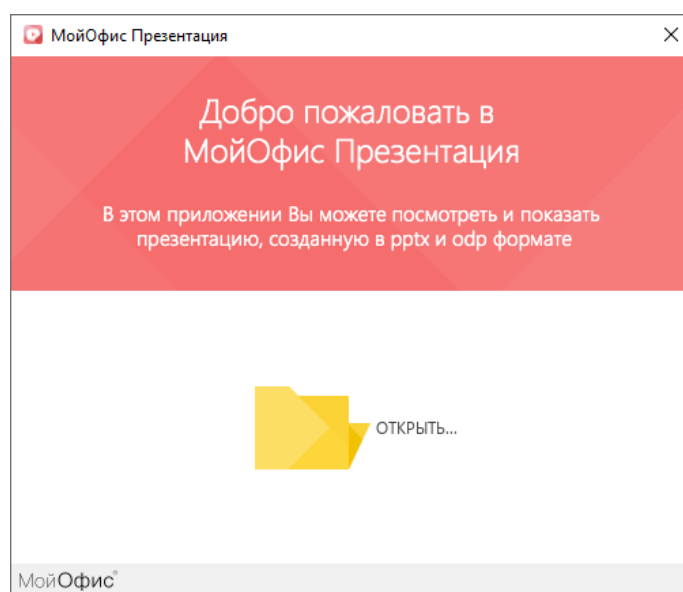 МойОфис Презентация
Добро пожаловать в
МойОфис Презентация
В этом приложении Вы можете посмотреть и показать
презентацию, созданную в pptx и odp формате
ОТКРЫТЬ...
МойОфис®